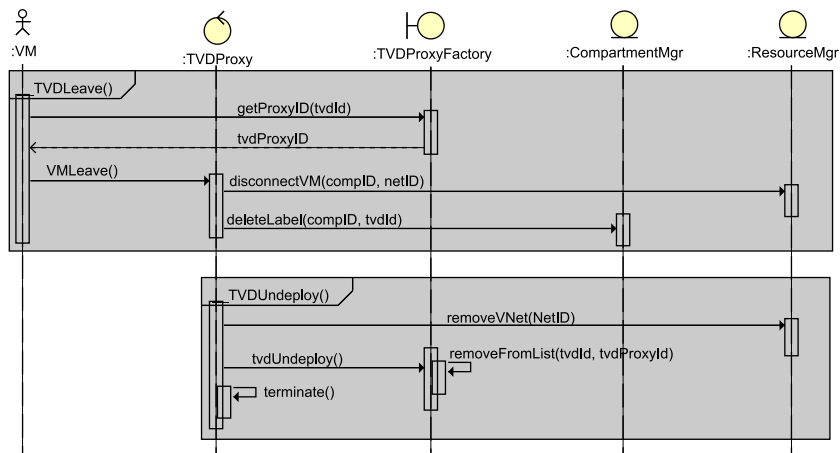 :VM
:TVDProxy
:TVDProxyFactory
:CompartmentMgr
:ResourceMgr
TVDLeave()
getProxyID(tvdId)
tvdProxyID
VMLeave()
disconnectVM(compID, netID)
deleteLabel(compID, tvdId)
TVDUndeploy()
removeVNet(NetID)
tvdUndeploy()
removeFromList(tvdId, tvdProxyId)
terminate()